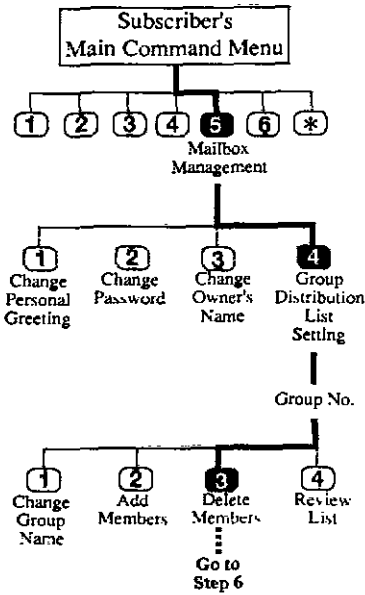 Subscriber's
Main Command Menu
1 2 3 4 5 6 *
Mailbox
Management
1 2 3 4
Change
Personal
Greeting
Change
Password
Change
Owner's
Name
Group
Distribution
List
Setting
Group No.
1 2 3 4
Change
Group
Name
Add
Members
Delete
Members
Review
List
Go to
Step 6